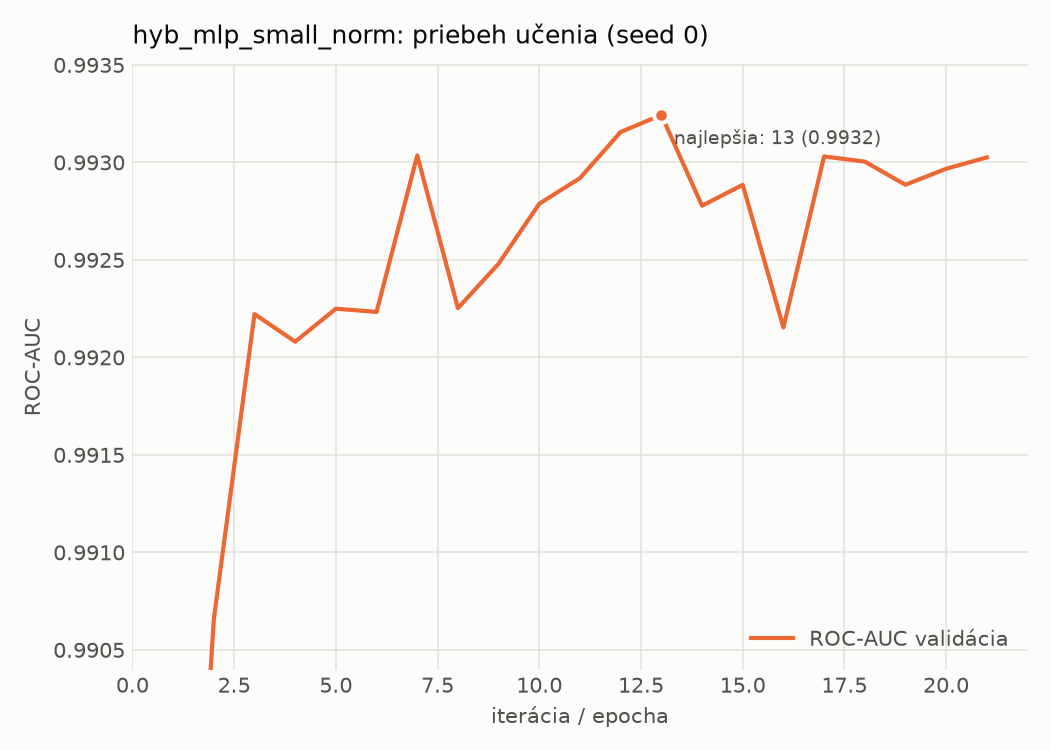 hyb_mlp_small_norm: priebeh učenia (seed 0)
0.9935
0.9930
0.9925
0.9920
0.9915
0.9910
0.9905
ROC-AUC
najlepšia: 13 (0.9932)
ROC-AUC validácia
0.0 2.5 5.0 7.5 10.0 12.5 15.0 17.5 20.0
iterácia / epocha